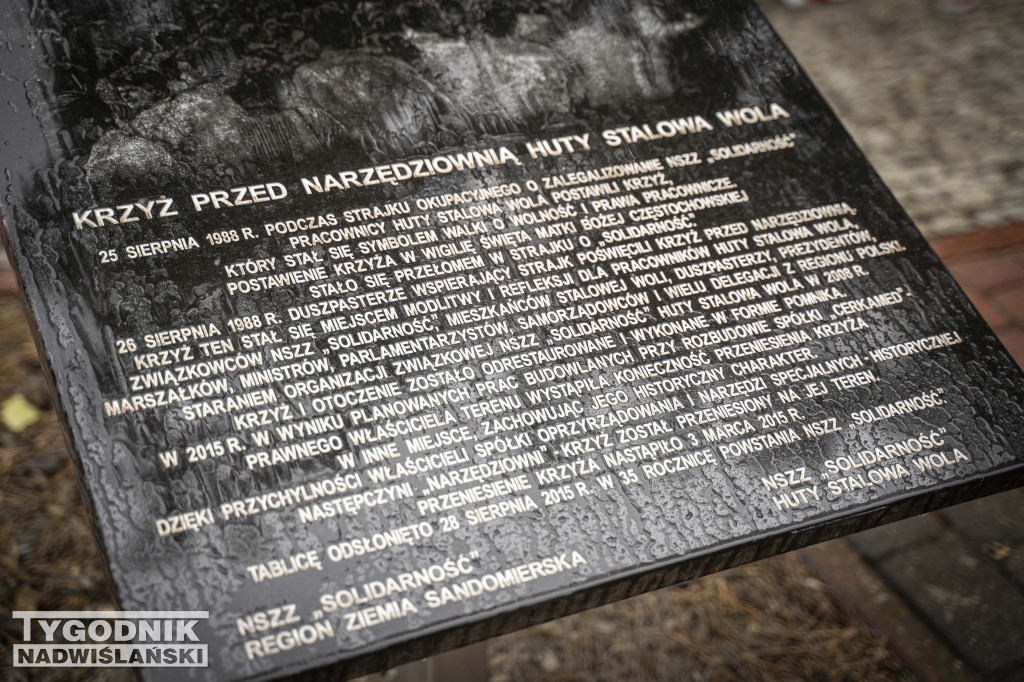 KRZYŻ PRZED NARZĘDZIOWNIĄ HUTY STALOWA WOLA
25 SIERPNIA 1988 R. PODCZAS STRAJKU OKUPACYJNEGO O ZALEGALIZOWANIE NSZZ „SOLIDARNOŚĆ”
PRACOWNICY HUTY STALOWA WOLA POSTAWILI KRZYŻ,
KTÓRY STAŁ SIĘ SYMBOLEM WALKI O WOLNOŚĆ I PRAWA PRACOWNICZE.
POSTAWIENIE KRZYŻA W WIGILIĘ ŚWIĘTA MATKI BOŻEJ CZĘSTOCHOWSKIEJ
STAŁO SIĘ PRZEŁOMEM W STRAJKU O „SOLIDARNOŚĆ”.
26 SIERPNIA 1988 R. DUSZPASTERZE WSPIERAJĄCY STRAJK POŚWIĘCILI KRZYŻ PRZED NARZĘDZIOWNIĄ.
KRZYŻ TEN STAŁ SIĘ MIEJSCEM MODLITWY I REFLEKSJI DLA PRACOWNIKÓW HUTY STALOWA WOLA,
ZWIĄZKOWCÓW NSZZ „SOLIDARNOŚĆ”, MIESZKAŃCÓW STALOWEJ WOLI, DUSZPASTERZY, PREZYDENTÓW,
MARSZAŁKÓW, MINISTRÓW, PARLAMENTARZYSTÓW, SAMORZĄDOWCÓW I WIELU DELEGACJI Z REGIONU POLSKI.
STARANIEM ORGANIZACJI ZWIĄZKOWEJ NSZZ „SOLIDARNOŚĆ” HUTY STALOWA WOLA W 2008 R.
KRZYŻ I OTOCZENIE ZOSTAŁO ODRESTAUROWANE I WYKONANE W FORMIE POMNIKA.
W 2015 R. W WYNIKU PLANOWANYCH PRAC BUDOWLANYCH PRZY ROZBUDOWIE SPÓŁKI „CERKAMED”,
PRAWNEGO WŁAŚCICIELA TERENU WYSTĄPIŁA KONIECZNOŚĆ PRZENIESIENIA KRZYŻA
W INNE MIEJSCE, ZACHOWUJĄC JEGO HISTORYCZNY CHARAKTER.
DZIĘKI PRZYCHYLNOŚCI WŁAŚCICIELI SPÓŁKI OPRZYRZĄDOWANIA I NARZĘDZI SPECJALNYCH - HISTORYCZNEJ
NASTĘPCZYNI „NARZĘDZIOWNI” - KRZYŻ ZOSTAŁ PRZENIESIONY NA JEJ TEREN.
PRZENIESIENIE KRZYŻA NASTĄPIŁO 3 MARCA 2015 R.
TABLICĘ ODSŁONIĘTO 28 SIERPNIA 2015 R. W 35 ROCZNICĘ POWSTANIA NSZZ „SOLIDARNOŚĆ”
NSZZ „SOLIDARNOŚĆ”
REGION ZIEMIA SANDOMIERSKA
NSZZ „SOLIDARNOŚĆ”
HUTY STALOWA WOLA
TYGODNIK
NADWIŚLAŃSKI